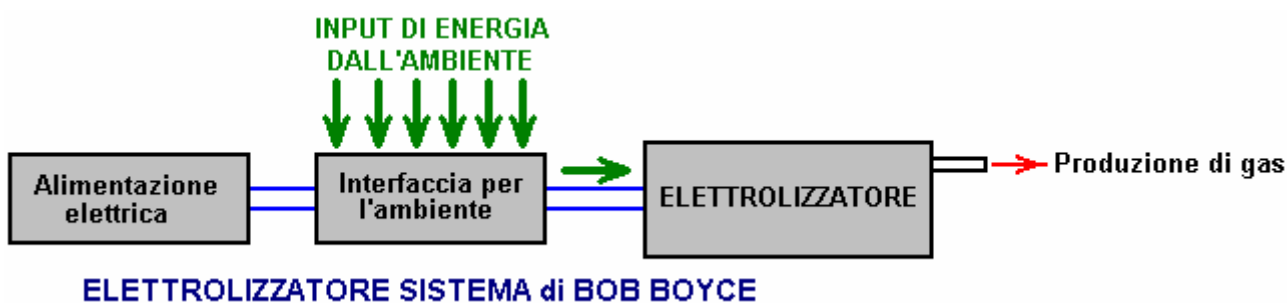 INPUT DI ENERGIA
DALL'AMBIENTE
Alimentazione
elettrica
Interfaccia per
l'ambiente
ELETTROLIZZATORE
Produzione di gas
ELETTROLIZZATORE SISTEMA di BOB BOYCE